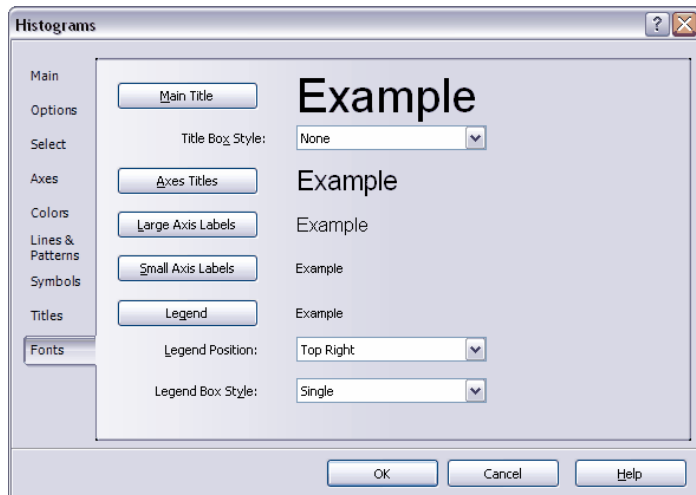 Histograms
?
Main
Options
Select
Axes
Colors
Lines &
Patterns
Symbols
Titles
Fonts
Main Title Example
Title Box Style: None
Axes Titles Example
Large Axis Labels Example
Small Axis Labels Example
Legend Example
Legend Position: Top Right
Legend Box Style: Single
OK Cancel Help